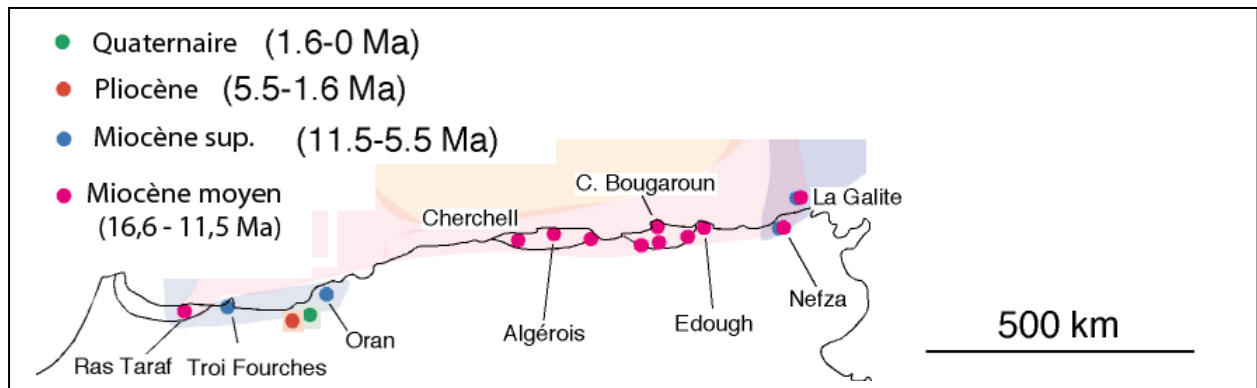 Quaternaire (1.6-0 Ma)
Pliocène (5.5-1.6 Ma)
Miocène sup. (11.5-5.5 Ma)
Miocène moyen
(16,6 - 11,5 Ma)
C. Bougaroun
La Galite
Cherchell
Nefza
Edough
Algérois
Oran
500 km
Ras Taraf
Troi Fourches